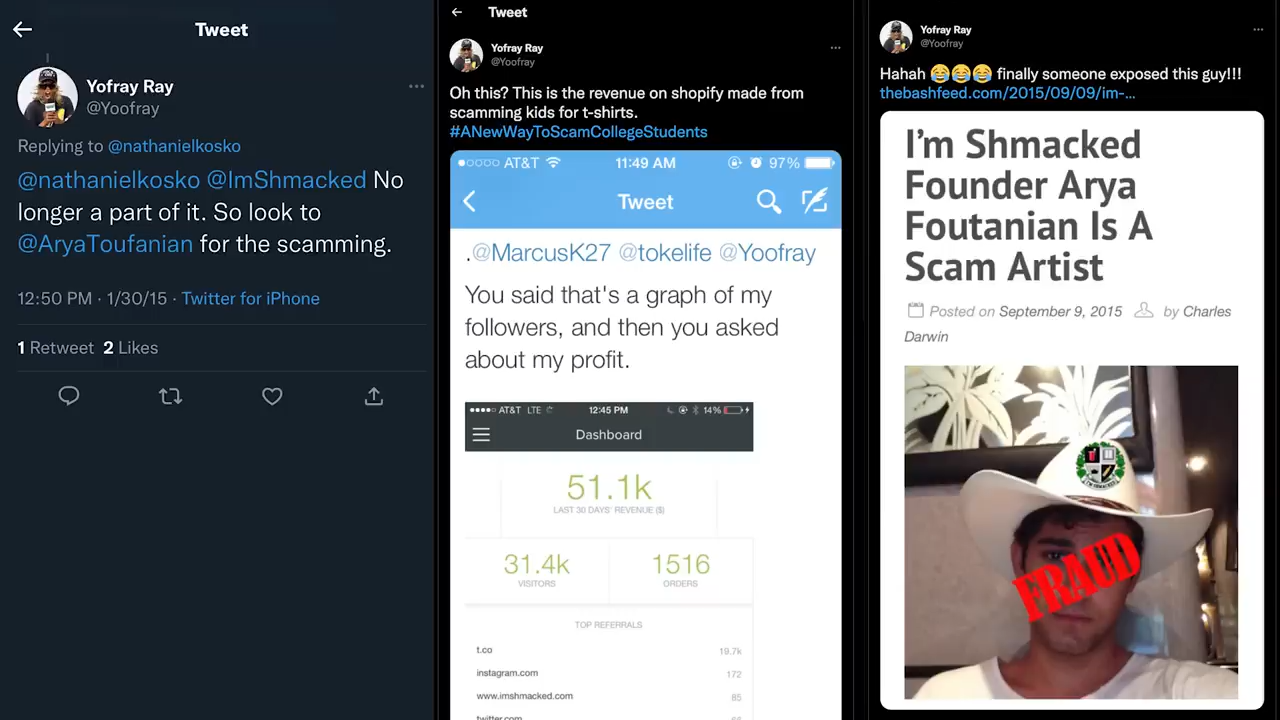 Tweet
Yofray Ray
@Yoofray
Replying to @nathanielkosko
@nathanielkosko @ImShmacked No
longer a part of it. So look to
@AryaToufanian for the scamming.
12:50 PM · 1/30/15 · Twitter for iPhone
1 Retweet 2 Likes
Tweet
Yofray Ray
@Yoofray
Oh this? This is the revenue on shopify made from
scamming kids for t-shirts.
#ANewWayToScamCollegeStudents
AT&T 11:49 AM 97%
Tweet
.@MarcusK27 @tokelife @Yoofray
You said that's a graph of my
followers, and then you asked
about my profit.
AT&T LTE 12:45 PM 14%
Dashboard
51.1k
LAST 30 DAYS' REVENUE ($)
31.4k 1516
VISITORS ORDERS
TOP REFERRALS
t.co 19.7k
instagram.com 172
www.imshmacked.com 65
twitter.com
Yofray Ray
@Yoofray
Hahah 😂😂😂 finally someone exposed this guy!!!
thebashfeed.com/2015/09/09/im-...
I'm Shmacked
Founder Arya
Foutanian Is A
Scam Artist
Posted on September 9, 2015 by Charles
Darwin
FRAUD